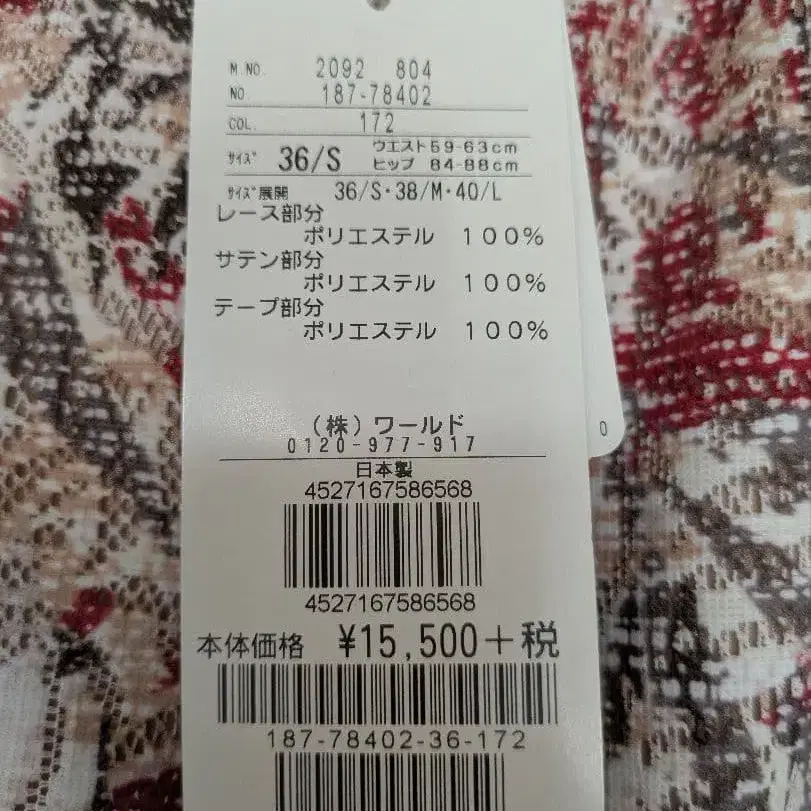 M.NO. 2092 804
NO. 187-78402
COL. 172
ｻｲｽﾞ 36/S ウエスト59-63cm
ヒップ 84-88cm
ｻｲｽﾞ展開 36/S・38/M・40/L
レース部分
ポリエステル 100%
サテン部分
ポリエステル 100%
テープ部分
ポリエステル 100%
(株)ワールド
0120-977-917
日本製
4527167586568
4527167586568
本体価格 ¥15,500+税
187-78402-36-172
0